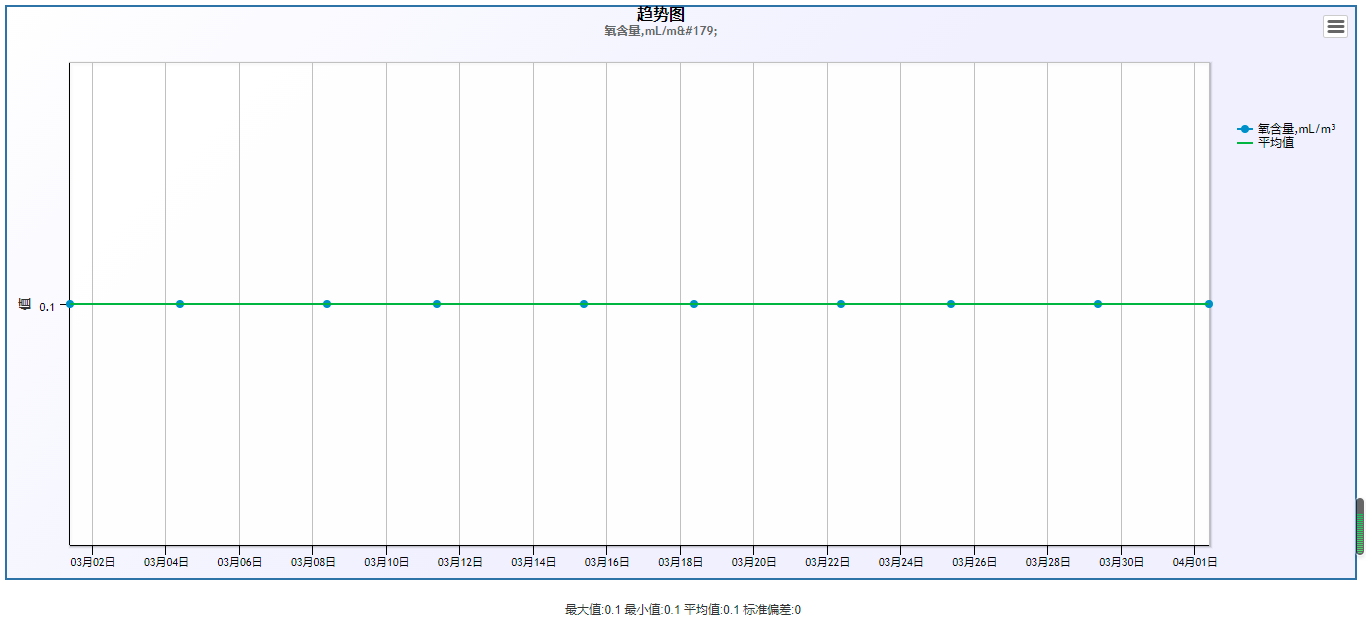 趋势图
氧含量,mL/m&#179;
氧含量,mL/m³
平均值
值
0.1
03月02日 03月04日 03月06日 03月08日 03月10日 03月12日 03月14日 03月16日 03月18日 03月20日 03月22日 03月24日 03月26日 03月28日 03月30日 04月01日
最大值:0.1 最小值:0.1 平均值:0.1 标准偏差:0